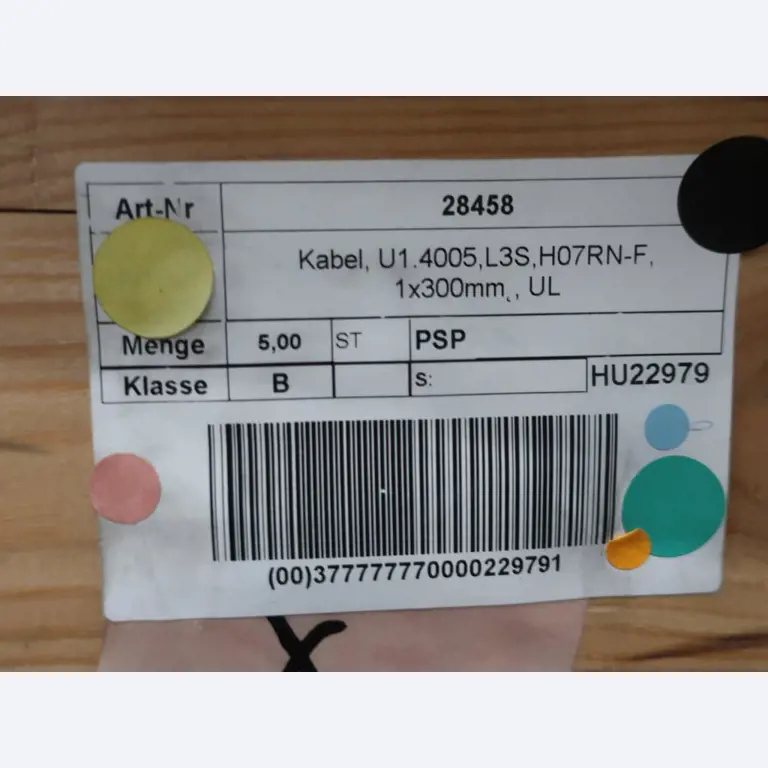 Art-Nr 28458
Kabel, U1.4005,L3S,H07RN-F,
1x300mm,, UL
Menge 5,00 ST PSP
Klasse B S: HU22979
(00)377777770000229791
X